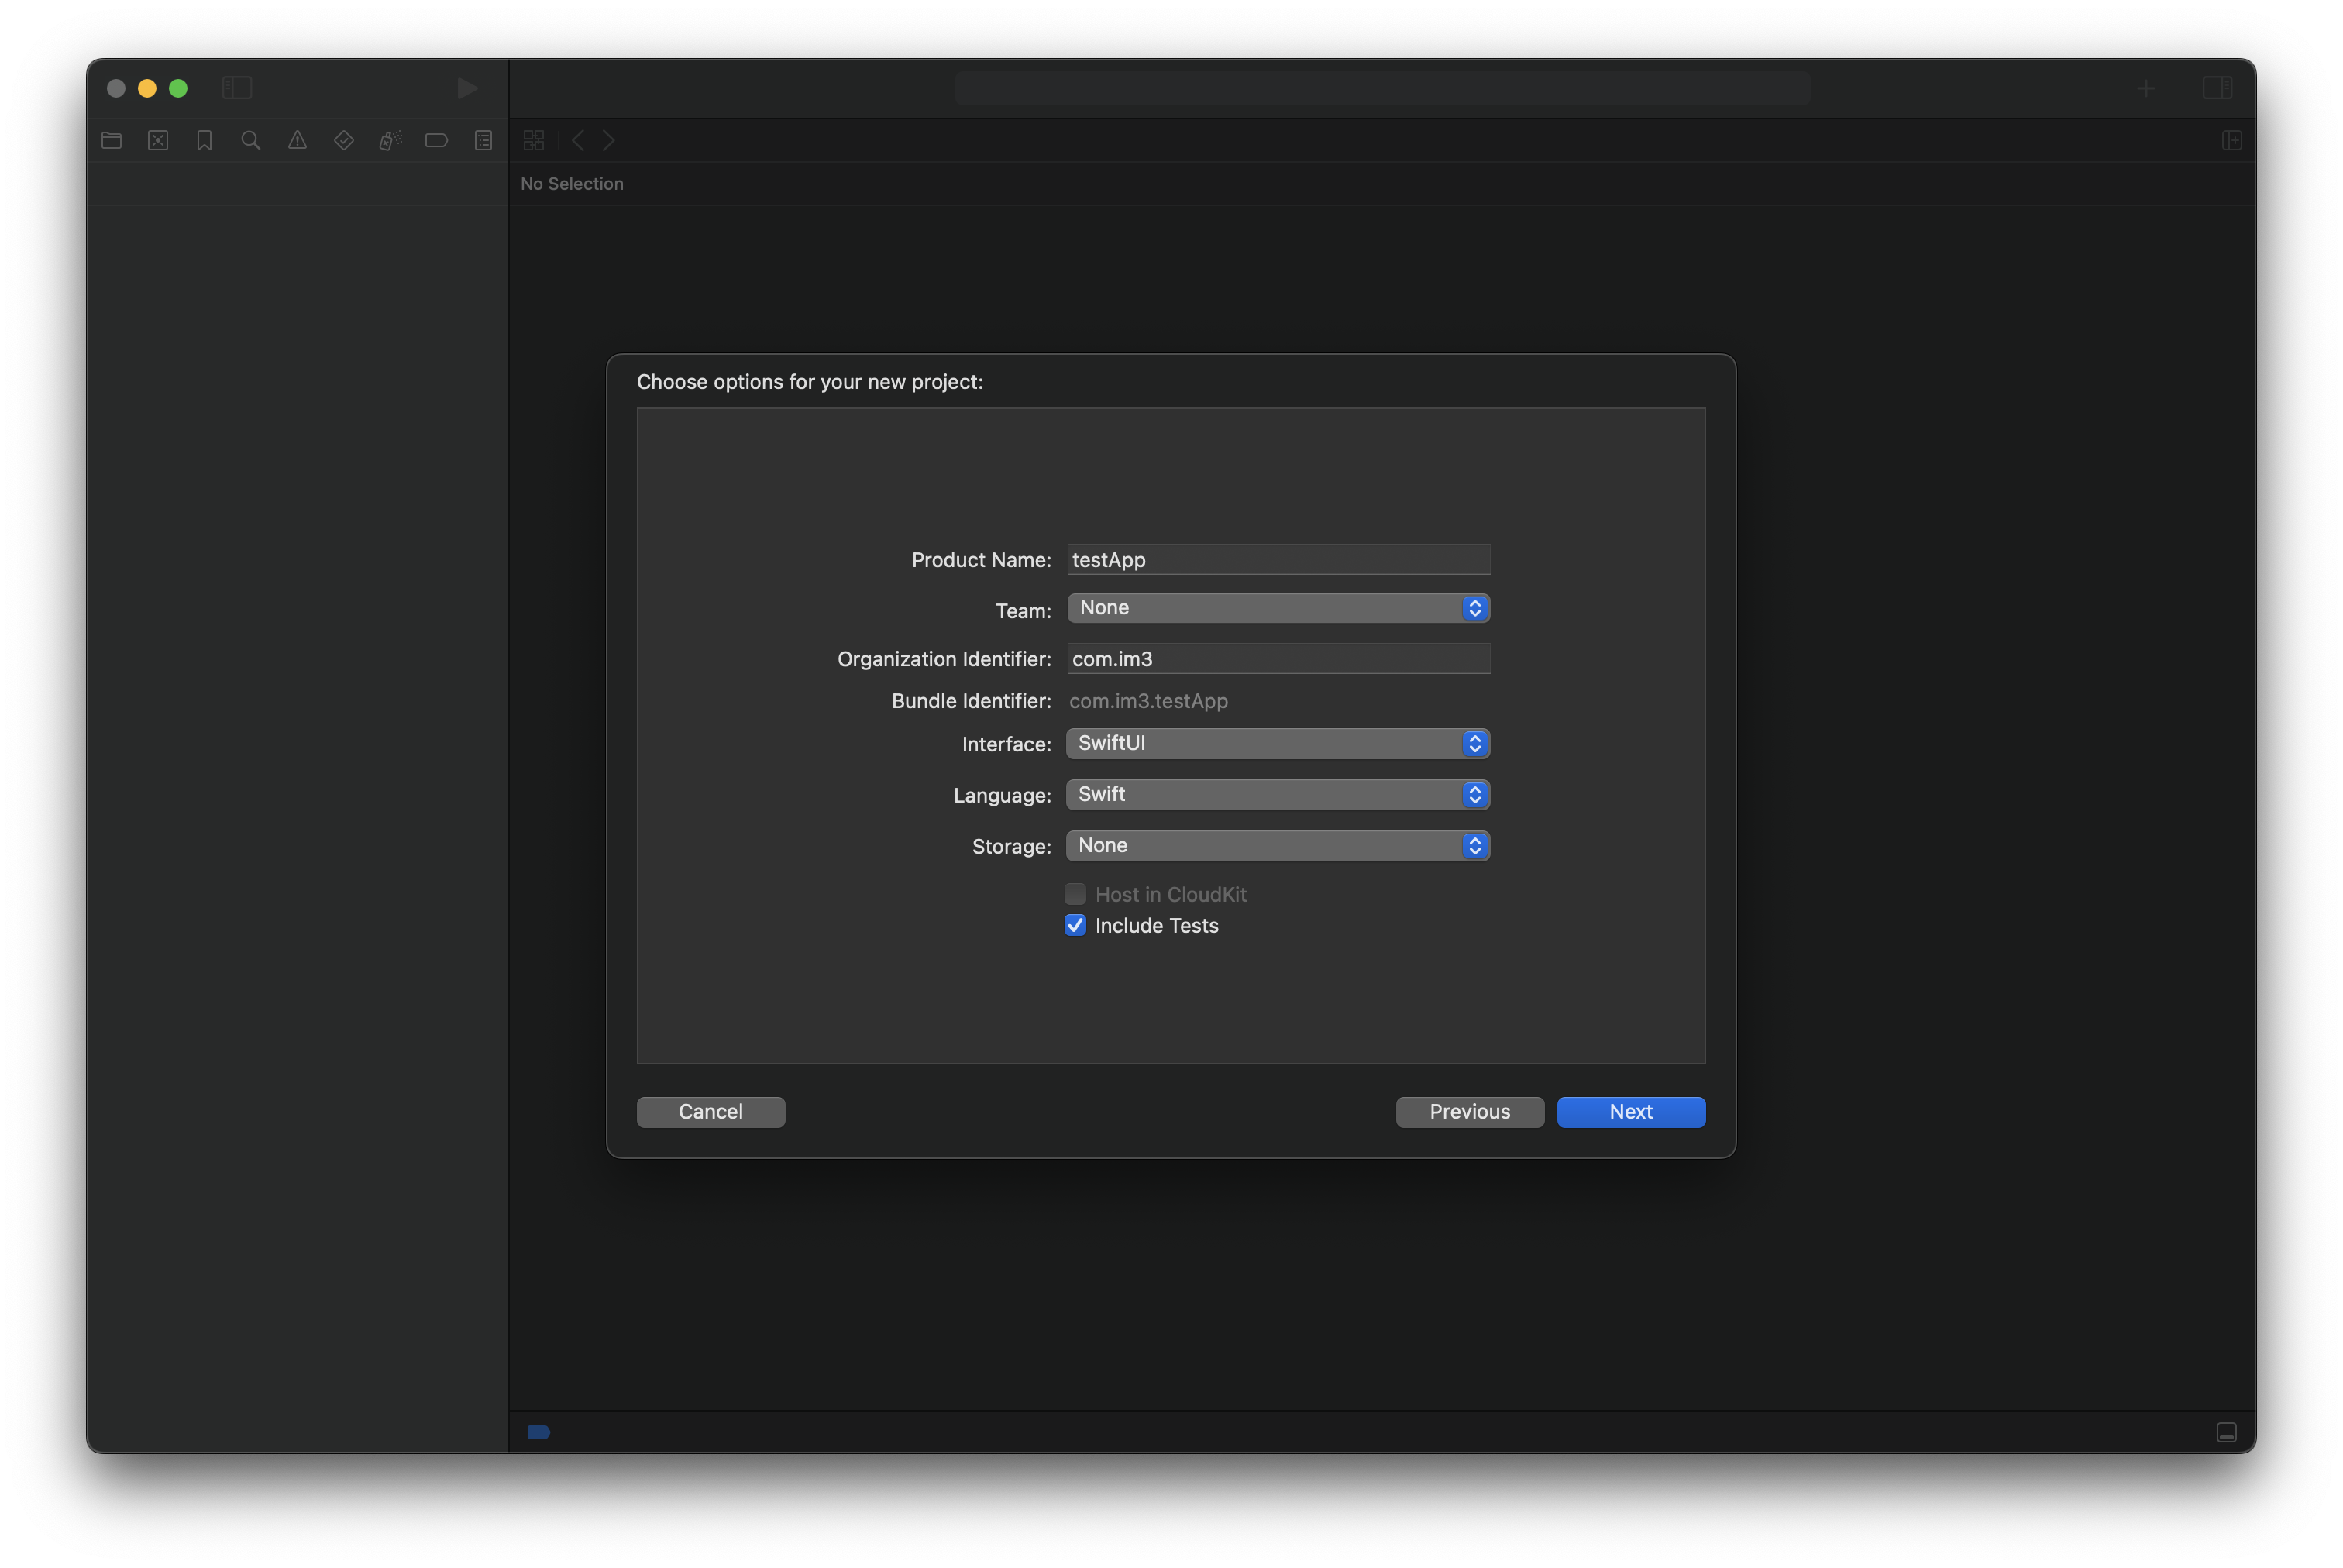 No Selection
Choose options for your new project:
Product Name: testApp
Team: None
Organization Identifier: com.im3
Bundle Identifier: com.im3.testApp
Interface: SwiftUI
Language: Swift
Storage: None
Host in CloudKit
Include Tests
Cancel Previous Next